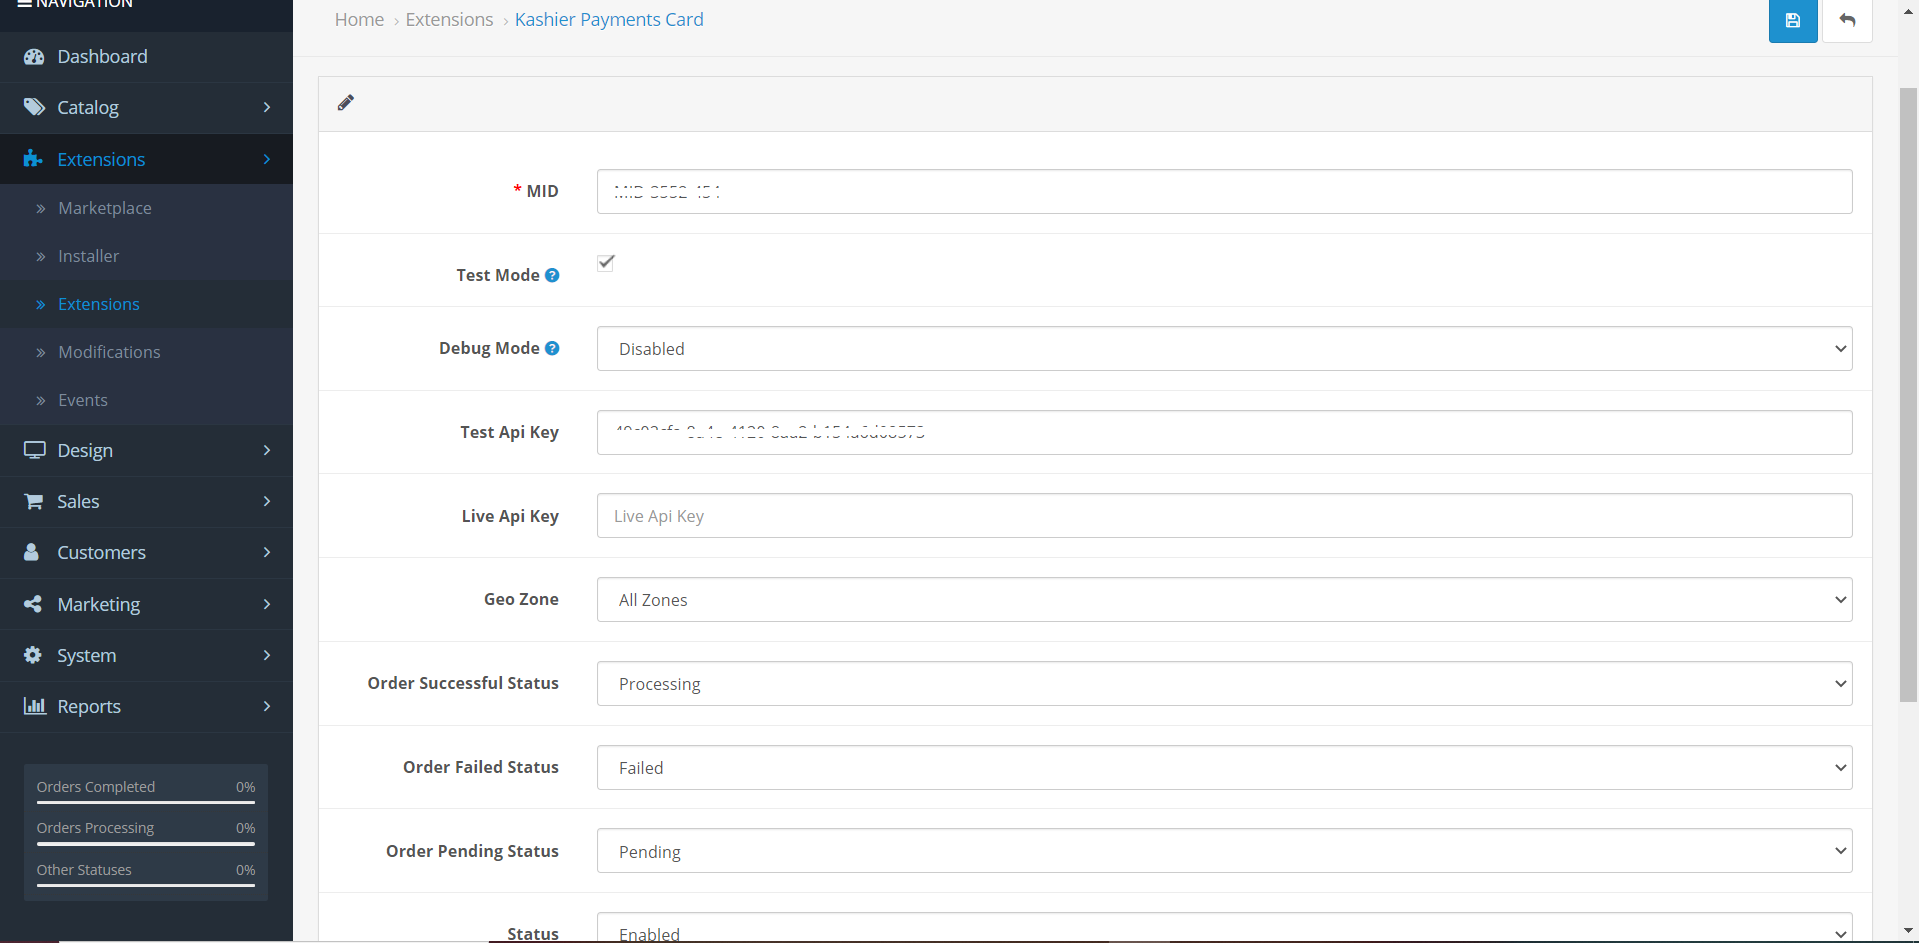 NAVIGATION
Home › Extensions › Kashier Payments Card
Dashboard
Catalog
Extensions
Marketplace
Installer
Extensions
Modifications
Events
Design
Sales
Customers
Marketing
System
Reports
Orders Completed 0%
Orders Processing 0%
Other Statuses 0%
* MID
Test Mode
Debug Mode Disabled
Test Api Key
Live Api Key Live Api Key
Geo Zone All Zones
Order Successful Status Processing
Order Failed Status Failed
Order Pending Status Pending
Status Enabled